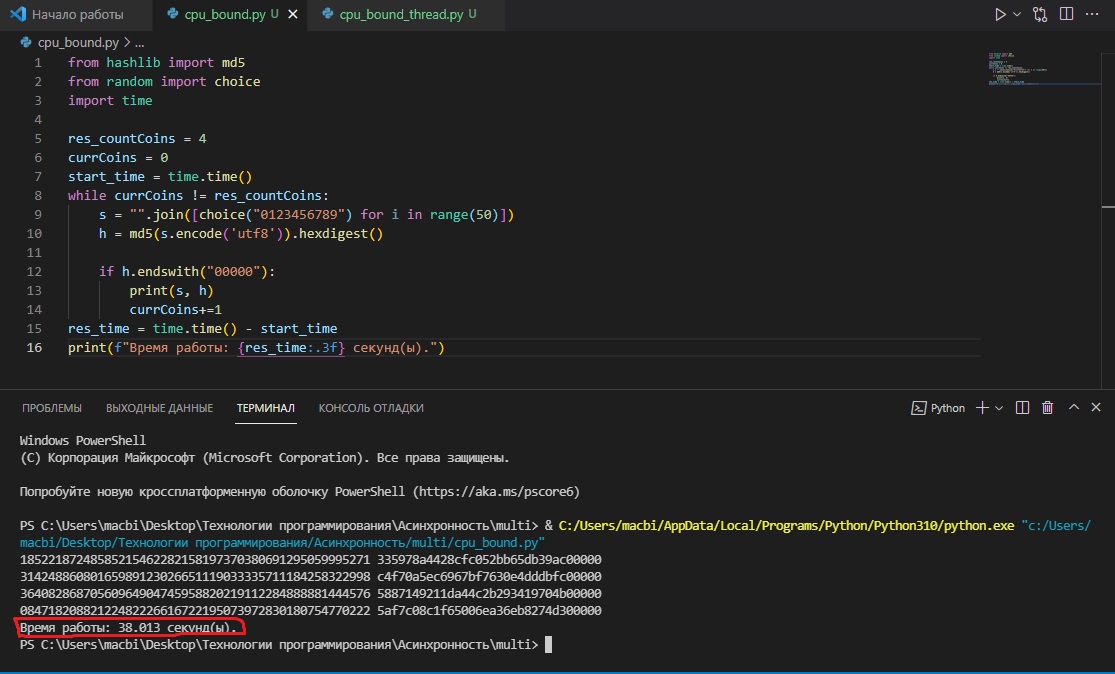 Начало работы cpu_bound.py U cpu_bound_thread.py U
cpu_bound.py > ...
1 from hashlib import md5
2 from random import choice
3 import time
4
5 res_countCoins = 4
6 currCoins = 0
7 start_time = time.time()
8 while currCoins != res_countCoins:
9 s = "".join([choice("0123456789") for i in range(50)])
10 h = md5(s.encode('utf8')).hexdigest()
11
12 if h.endswith("00000"):
13 print(s, h)
14 currCoins+=1
15 res_time = time.time() - start_time
16 print(f"Время работы: {res_time:.3f} секунд(ы).")
ПРОБЛЕМЫ ВЫХОДНЫЕ ДАННЫЕ ТЕРМИНАЛ КОНСОЛЬ ОТЛАДКИ Python
Windows PowerShell
(C) Корпорация Майкрософт (Microsoft Corporation). Все права защищены.
Попробуйте новую кроссплатформенную оболочку PowerShell (https://aka.ms/pscore6)
PS C:\Users\macbi\Desktop\Технологии программирования\Асинхронность\multi> & C:/Users/macbi/AppData/Local/Programs/Python/Python310/python.exe "c:/Users/
macbi/Desktop/Технологии программирования/Асинхронность/multi/cpu_bound.py"
18522187248585215462282158197370380691295059995271 335978a4428cfc052bb65db39ac00000
31424886080165989123026651119033335711184258322998 c4f70a5ec6967bf7630e4dddbfc00000
36408286870560964904745958820219112284888881444576 5887149211da44c2b293419704b00000
08471820882122482226616722195073972830180754770222 5af7c08c1f65006ea36eb8274d300000
Время работы: 38.013 секунд(ы).
PS C:\Users\macbi\Desktop\Технологии программирования\Асинхронность\multi>